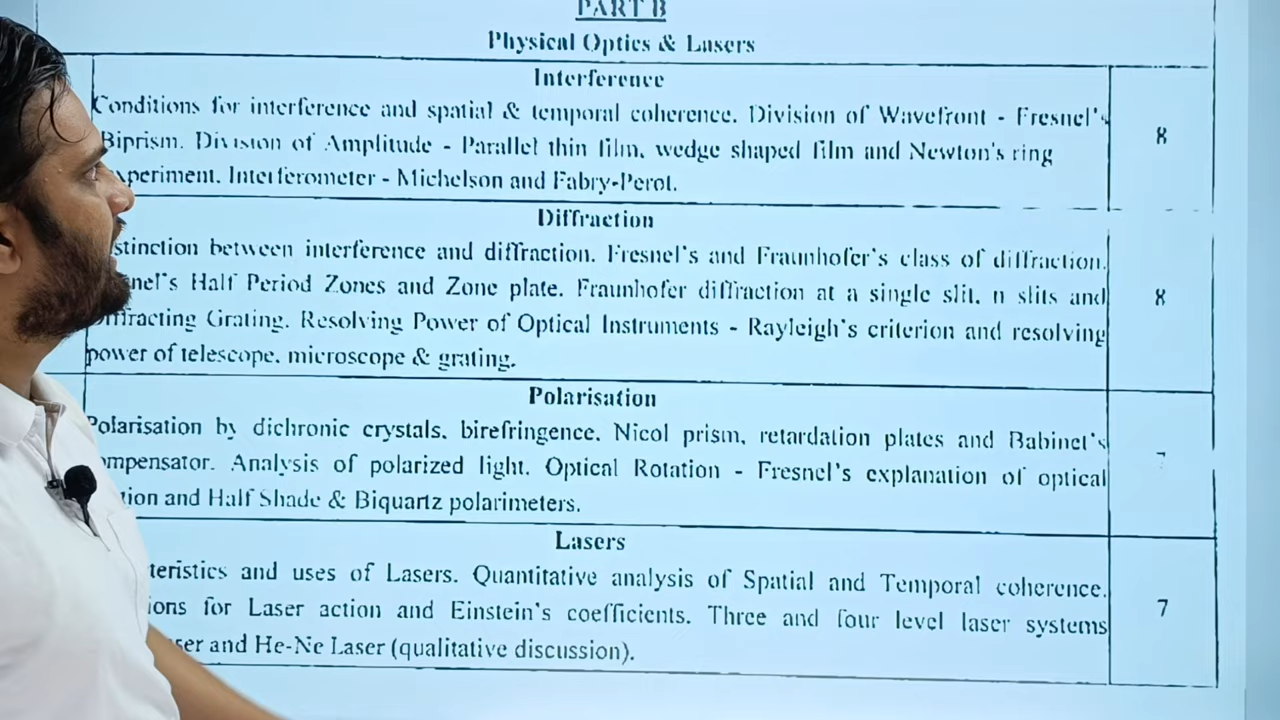 PART B
Physical Optics & Lasers
Interference
Conditions for interference and spatial & temporal coherence. Division of Wavefront - Fresnel's
Biprism. Division of Amplitude - Parallel thin film, wedge shaped film and Newton's ring
periment. Interferometer - Michelson and Fabry-Perot.
8
Diffraction
stinction between interference and diffraction. Fresnel's and Fraunhofer's class of diffraction.
nel's Half Period Zones and Zone plate. Fraunhofer diffraction at a single slit, n slits and
Diffracting Grating. Resolving Power of Optical Instruments - Rayleigh's criterion and resolving
power of telescope, microscope & grating.
8
Polarisation
Polarisation by dichronic crystals, birefringence, Nicol prism, retardation plates and Babinet's
ompensator. Analysis of polarized light. Optical Rotation - Fresnel's explanation of optical
tion and Half Shade & Biquartz polarimeters.
7
Lasers
teristics and uses of Lasers. Quantitative analysis of Spatial and Temporal coherence.
ions for Laser action and Einstein's coefficients. Three and four level laser systems
ser and He-Ne Laser (qualitative discussion).
7